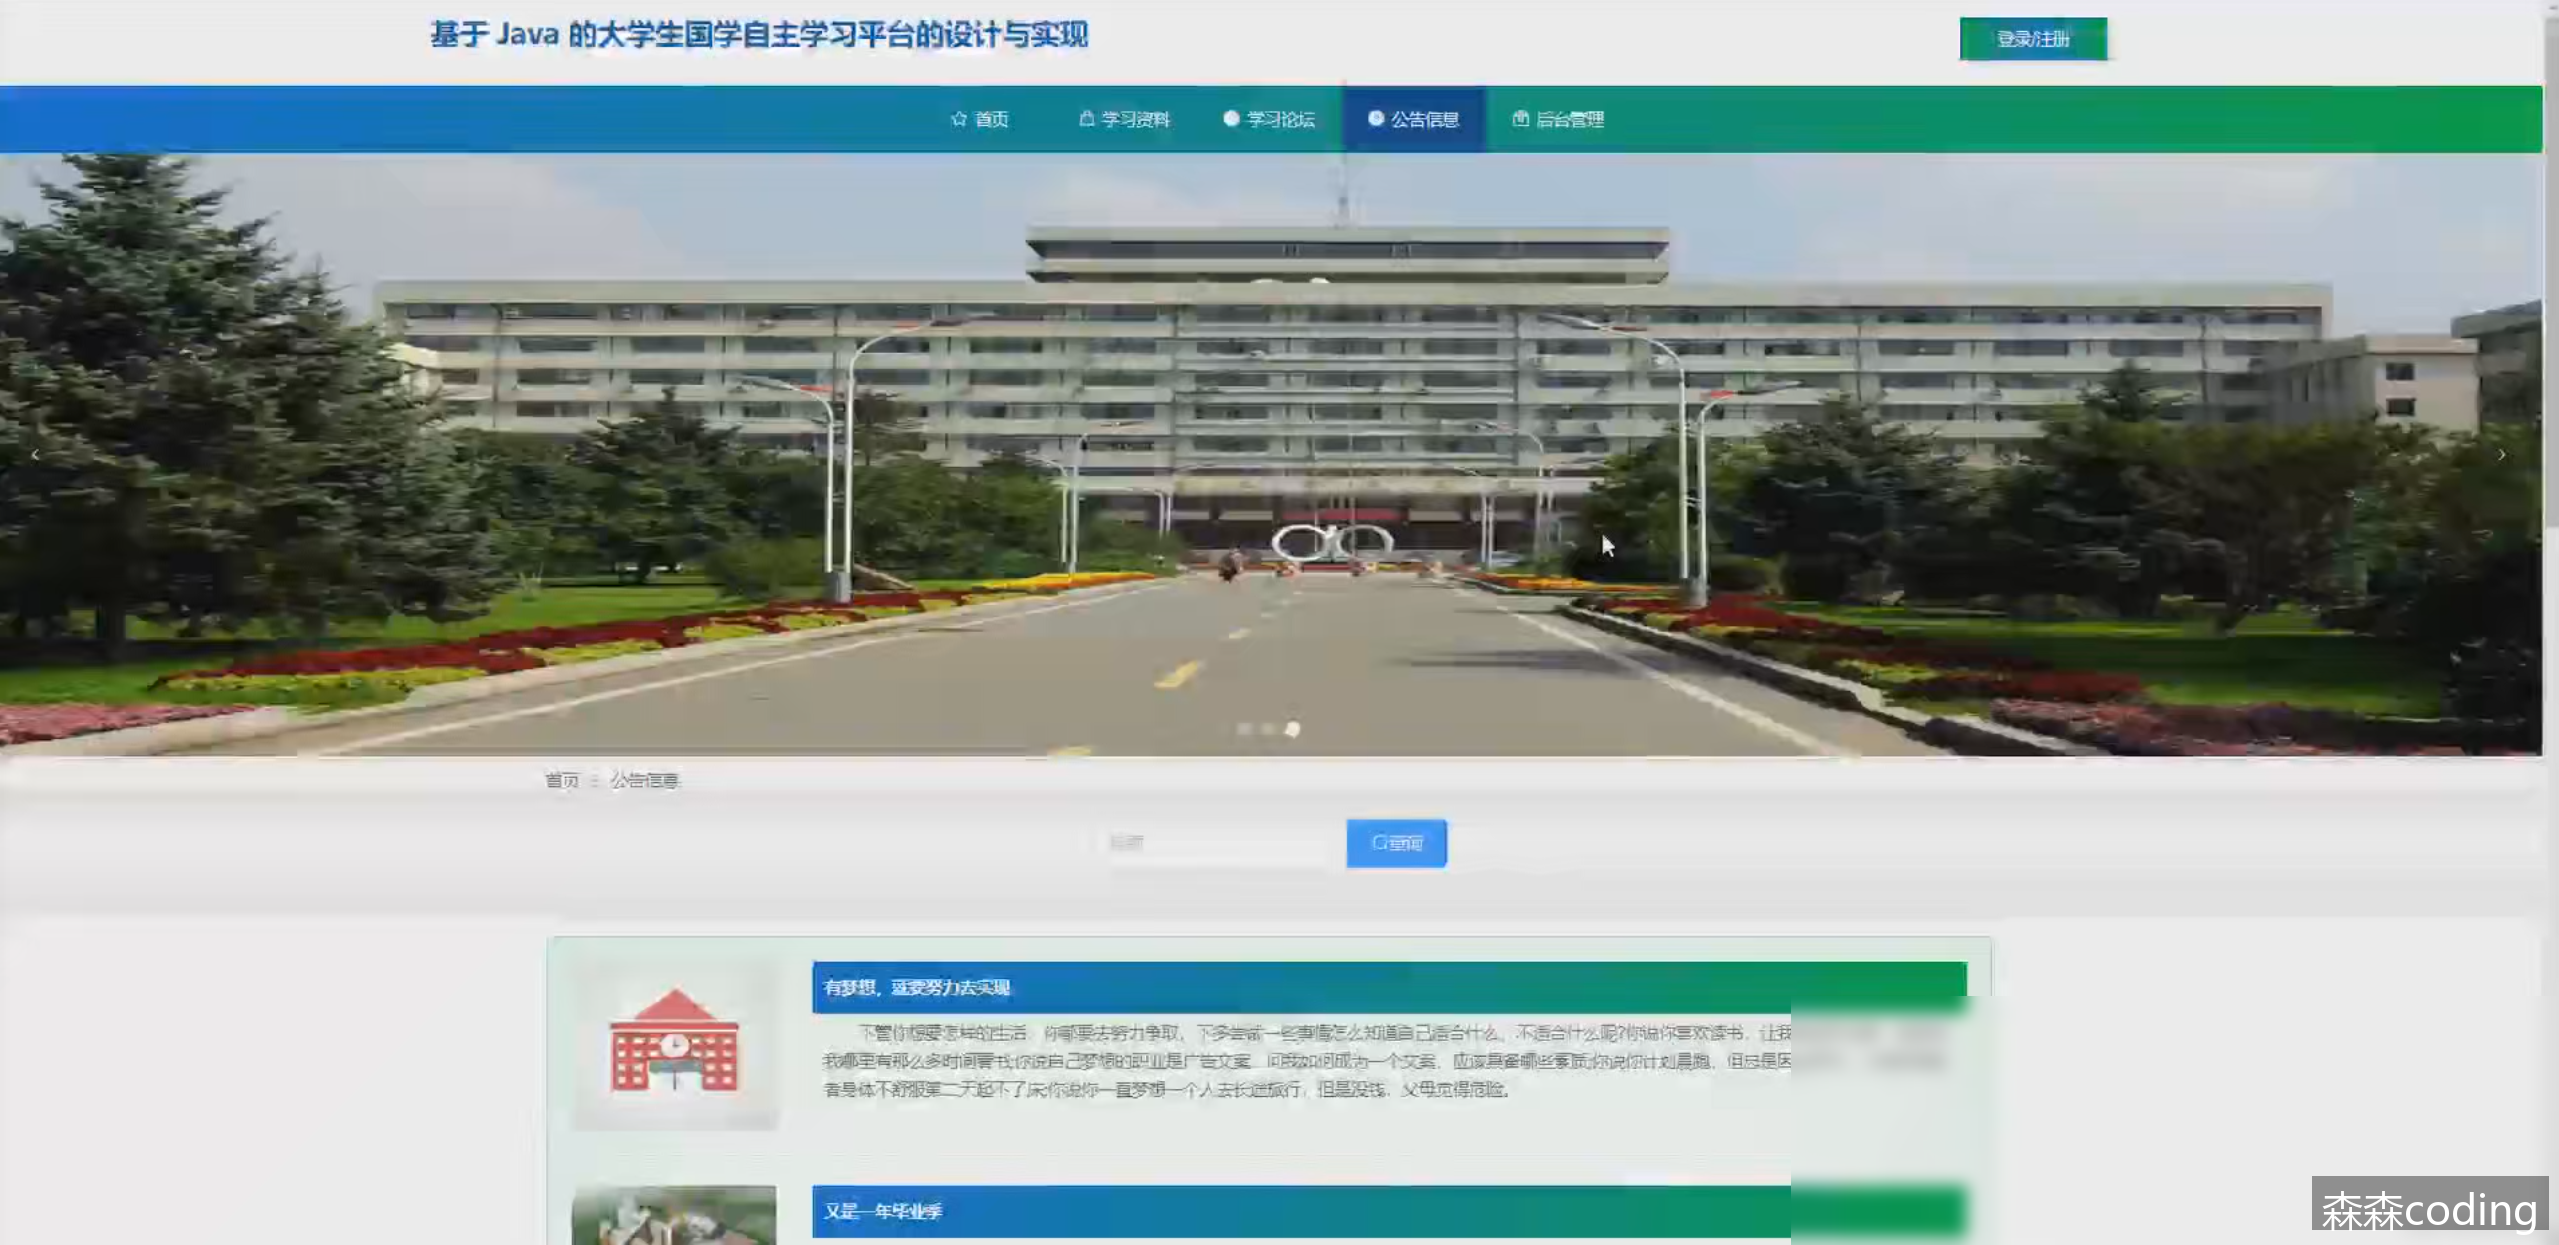 基于 Java 的大学生国学自主学习平台的设计与实现
登录/注册
首页
学习资料
学习论坛
公告信息
后台管理
首页
公告信息
查询
有梦想，就要努力去实现
不管你想要怎样的生活，你都要去努力争取，不多尝试一些事情怎么知道自己适合什么、不适合什么呢?你说你喜欢读书，让我
我哪里有那么多时间看书;你说自己梦想的职业是广告文案，问我如何成为一个文案，应该具备哪些素质;你说你计划晨跑，但总是因
者身体不舒服第二天起不了床;你说你一直梦想一个人去长途旅行，但是没钱，父母觉得危险。
又是一年毕业季
森森coding